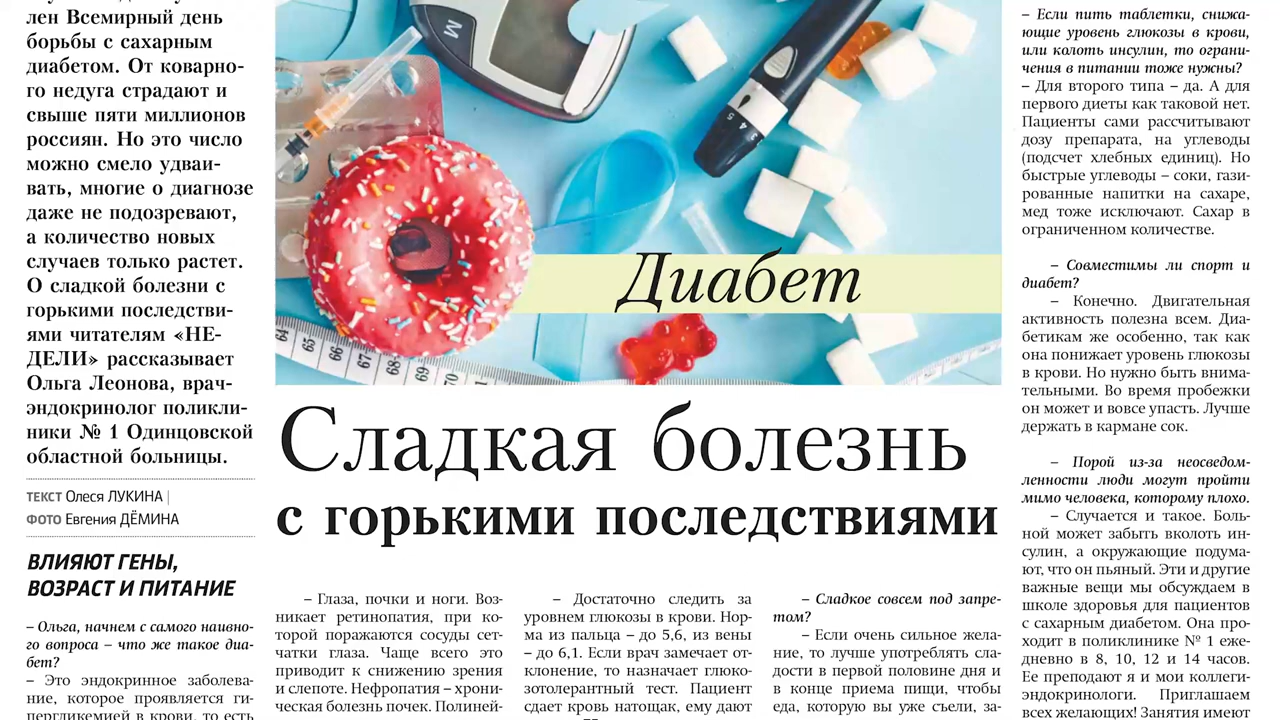 лен Всемирный день
борьбы с сахарным
диабетом. От коварно-
го недуга страдают и
свыше пяти миллионов
россиян. Но это число
можно смело удваи-
вать, многие о диагнозе
даже не подозревают,
а количество новых
случаев только растет.
О сладкой болезни с
горькими последстви-
ями читателям «НЕ-
ДЕЛИ» рассказывает
Ольга Леонова, врач-
эндокринолог поликли-
ники № 1 Одинцовской
областной больницы.
ТЕКСТ Олеся ЛУКИНА |
ФОТО Евгения ДЁМИНА
ВЛИЯЮТ ГЕНЫ,
ВОЗРАСТ И ПИТАНИЕ
– Ольга, начнем с самого наивно-
го вопроса – что же такое диа-
бет?
– Это эндокринное заболева-
ние, которое проявляется ги-
пергликемией в крови, то есть
M
3 4 5
64
65
66
67
68
69
70
Диабет
Сладкая болезнь
с горькими последствиями
– Глаза, почки и ноги. Воз-
никает ретинопатия, при ко-
торой поражаются сосуды сет-
чатки глаза. Чаще всего это
приводит к снижению зрения
и слепоте. Нефропатия – хрони-
ческая болезнь почек. Полиней-
– Достаточно следить за
уровнем глюкозы в крови. Нор-
ма из пальца – до 5,6, из вены
– до 6,1. Если врач замечает от-
клонение, то назначает глюко-
зотолерантный тест. Пациент
сдает кровь натощак, ему дают
– Сладкое совсем под запре-
том?
– Если очень сильное жела-
ние, то лучше употреблять сла-
дости в первой половине дня и
в конце приема пищи, чтобы
еда, которую вы уже съели, за-
– Если пить таблетки, снижа-
ющие уровень глюкозы в крови,
или колоть инсулин, то ограни-
чения в питании тоже нужны?
– Для второго типа – да. А для
первого диеты как таковой нет.
Пациенты сами рассчитывают
дозу препарата, на углеводы
(подсчет хлебных единиц). Но
быстрые углеводы – соки, гази-
рованные напитки на сахаре,
мед тоже исключают. Сахар в
ограниченном количестве.
– Совместимы ли спорт и
диабет?
– Конечно. Двигательная
активность полезна всем. Диа-
бетикам же особенно, так как
она понижает уровень глюкозы
в крови. Но нужно быть внима-
тельными. Во время пробежки
он может и вовсе упасть. Лучше
держать в кармане сок.
– Порой из-за неосведом-
ленности люди могут пройти
мимо человека, которому плохо.
– Случается и такое. Боль-
ной может забыть вколоть ин-
сулин, а окружающие подума-
ют, что он пьяный. Эти и другие
важные вещи мы обсуждаем в
школе здоровья для пациентов
с сахарным диабетом. Она про-
ходит в поликлинике № 1 еже-
дневно в 8, 10, 12 и 14 часов.
Ее преподают я и мои коллеги-
эндокринологи. Приглашаем
всех желающих! Занятия имеют